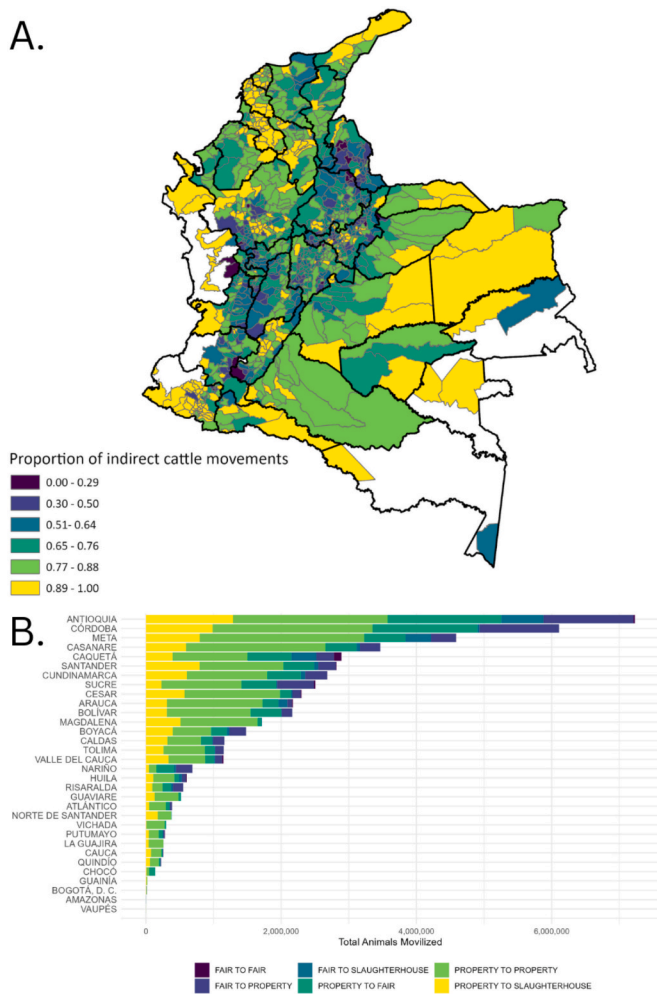 A.
Proportion of indirect cattle movements
0.00 - 0.29
0.30 - 0.50
0.51- 0.64
0.65 - 0.76
0.77 - 0.88
0.89 - 1.00
B.
ANTIOQUIA
CÓRDOBA
META
CASANARE
CAQUETÁ
SANTANDER
CUNDINAMARCA
SUCRE
CESAR
ARAUCA
BOLÍVAR
MAGDALENA
BOYACÁ
CALDAS
TOLIMA
VALLE DEL CAUCA
NARIÑO
HUILA
RISARALDA
GUAVIARE
ATLÁNTICO
NORTE DE SANTANDER
VICHADA
PUTUMAYO
LA GUAJIRA
CAUCA
QUINDÍO
CHOCÓ
GUAINÍA
BOGOTÁ, D. C.
AMAZONAS
VAUPÉS
0 2,000,000 4,000,000 6,000,000
Total Animals Movilized
FAIR TO FAIR FAIR TO SLAUGHTERHOUSE PROPERTY TO PROPERTY
FAIR TO PROPERTY PROPERTY TO FAIR PROPERTY TO SLAUGHTERHOUSE